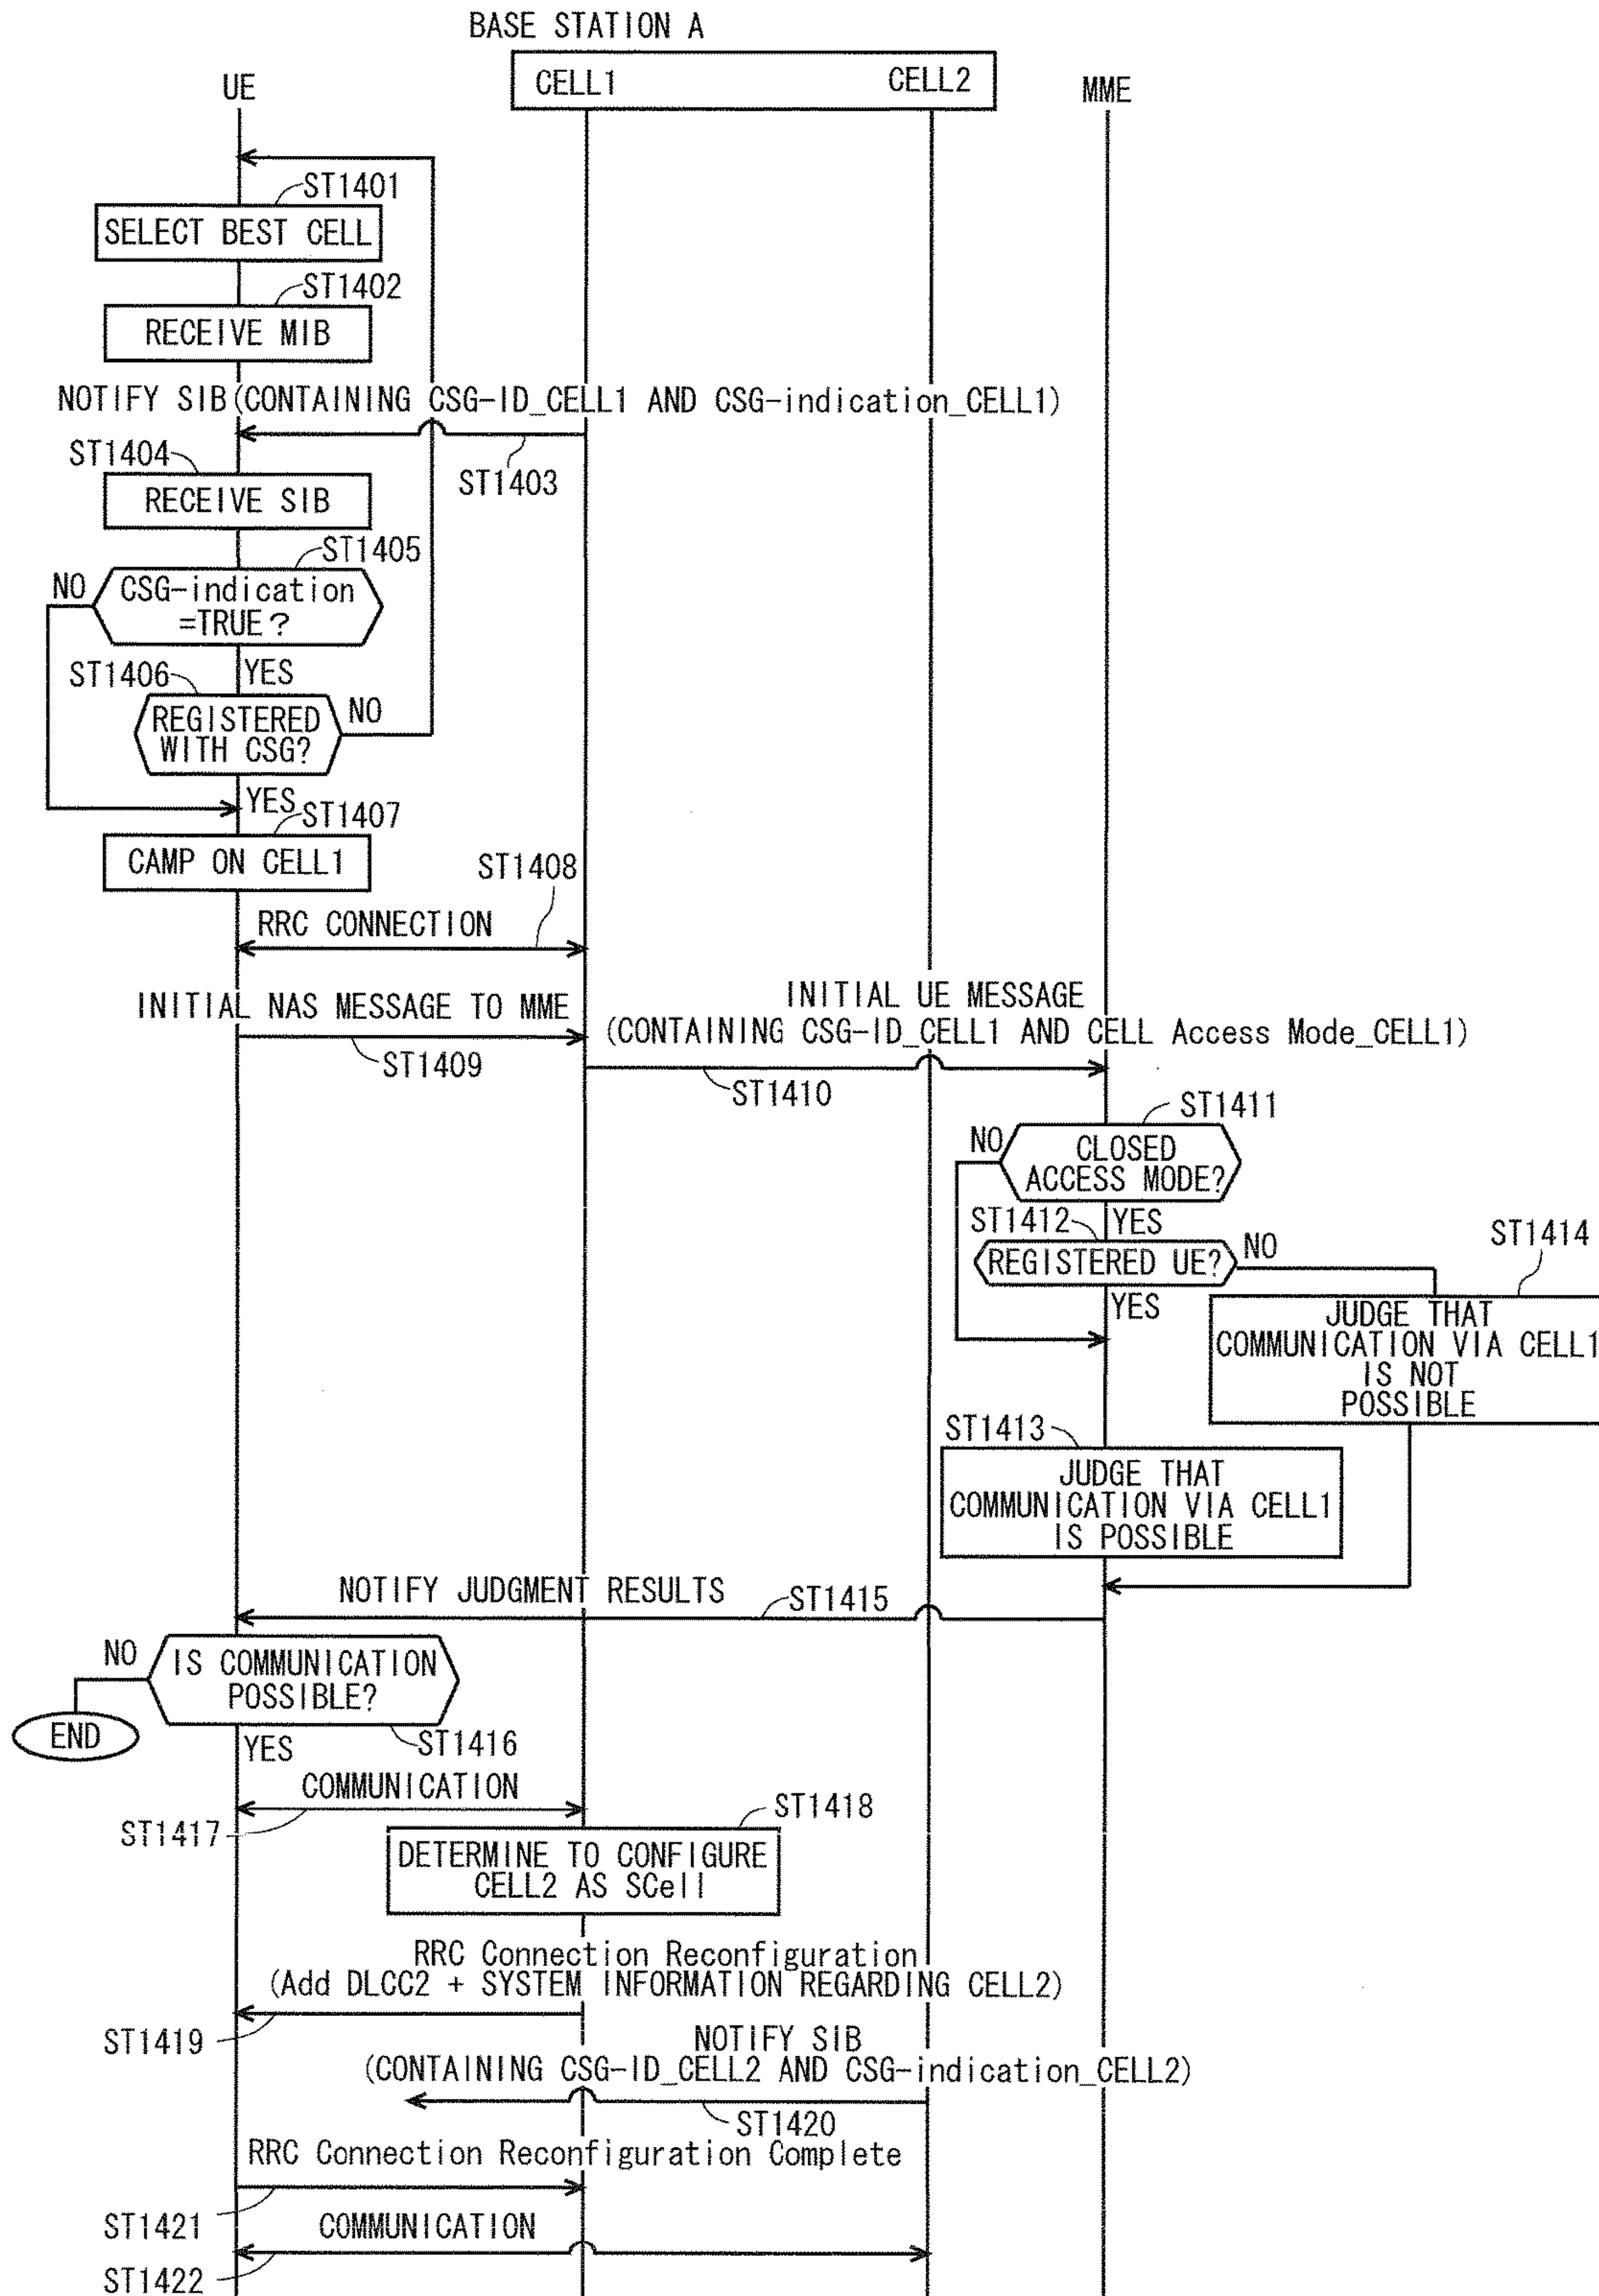 BASE STATION A
UE
CELL1
CELL2
MME
ST1401
SELECT BEST CELL
ST1402
RECEIVE MIB
NOTIFY SIB(CONTAINING CSG-ID_CELL1 AND CSG-indication_CELL1)
ST1403
ST1404
RECEIVE SIB
ST1405
NO
CSG-indication
=TRUE?
YES
ST1406
REGISTERED
WITH CSG?
NO
YES
ST1407
CAMP ON CELL1
ST1408
RRC CONNECTION
INITIAL NAS MESSAGE TO MME
ST1409
INITIAL UE MESSAGE
(CONTAINING CSG-ID_CELL1 AND CELL Access Mode_CELL1)
ST1410
ST1411
NO
CLOSED
ACCESS MODE?
YES
ST1412
REGISTERED UE?
NO
YES
ST1414
JUDGE THAT
COMMUNICATION VIA CELL1
IS NOT
POSSIBLE
ST1413
JUDGE THAT
COMMUNICATION VIA CELL1
IS POSSIBLE
NOTIFY JUDGMENT RESULTS
ST1415
NO
IS COMMUNICATION
POSSIBLE?
END
ST1416
YES
COMMUNICATION
ST1417
ST1418
DETERMINE TO CONFIGURE
CELL2 AS SCell
RRC Connection Reconfiguration
(Add DLCC2 + SYSTEM INFORMATION REGARDING CELL2)
ST1419
NOTIFY SIB
(CONTAINING CSG-ID_CELL2 AND CSG-indication_CELL2)
ST1420
RRC Connection Reconfiguration Complete
ST1421
COMMUNICATION
ST1422